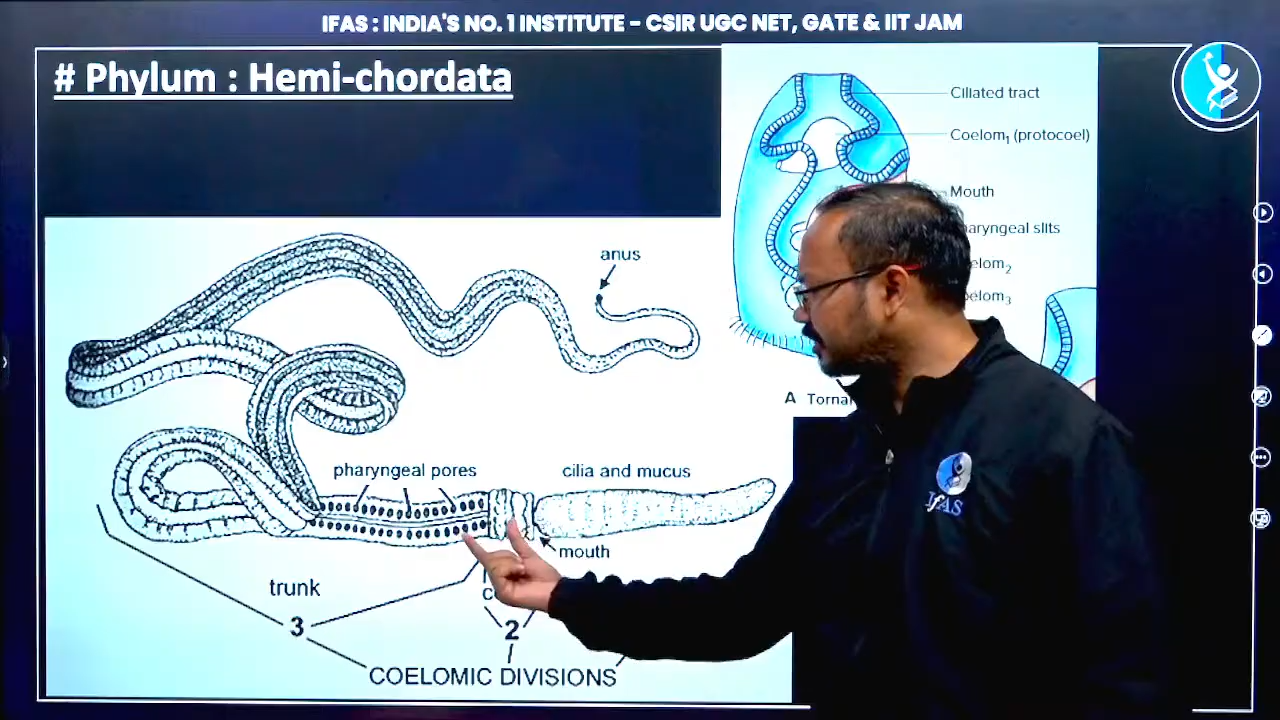 IFAS : INDIA'S NO. 1 INSTITUTE - CSIR UGC NET, GATE & IIT JAM
# Phylum : Hemi-chordata
Ciliated tract
Coelom1 (protocoel)
Mouth
slits
A
anus
pharyngeal pores
cilia and mucus
mouth
trunk
3
2
COELOMIC DIVISIONS
IFAS